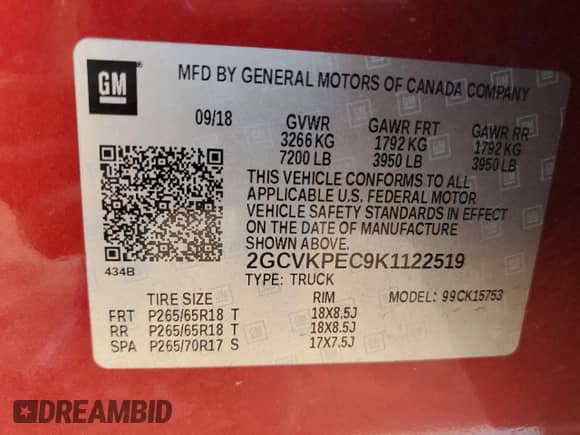 GM
MFD BY GENERAL MOTORS OF CANADA COMPANY
09/18 GVWR GAWR FRT GAWR RR
3266 KG 1792 KG 1792 KG
7200 LB 3950 LB 3950 LB
THIS VEHICLE CONFORMS TO ALL
APPLICABLE U.S. FEDERAL MOTOR
VEHICLE SAFETY STANDARDS IN EFFECT
ON THE DATE OF MANUFACTURE
SHOWN ABOVE.
434B 2GCVKPEC9K1122519
TYPE: TRUCK
TIRE SIZE RIM MODEL: 99CK15753
FRT P265/65R18 T 18X8.5J
RR P265/65R18 T 18X8.5J
SPA P265/70R17 S 17X7.5J
DREAMBID